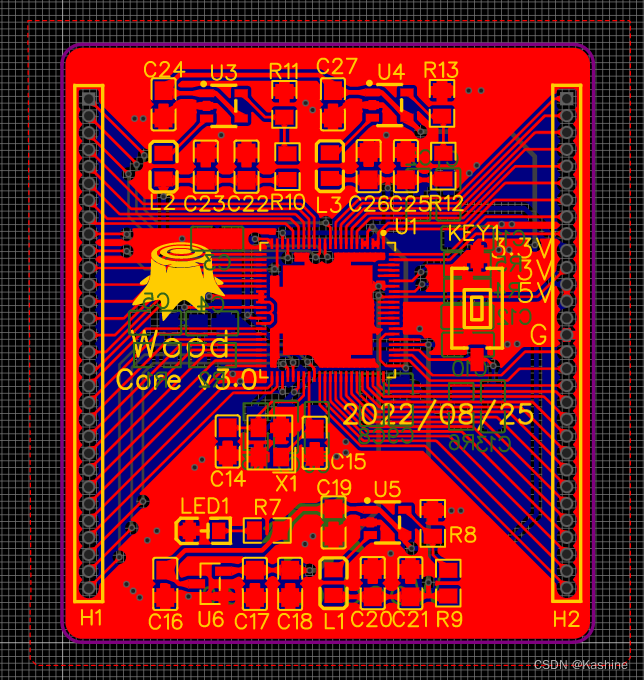 C24 U3 R11 C27 U4 R13
L2 C23 C22 R10 L3 C26 C25 R12
U1
KEY1
3.3V
3V
5V
G
Wood
Core v3.0
2022/08/25
C14 X1 C15
C19 U5
LED1 R7 R8
C16 U6 C17 C18 L1 C20 C21 R9
H1 H2
CSDN @Kashine